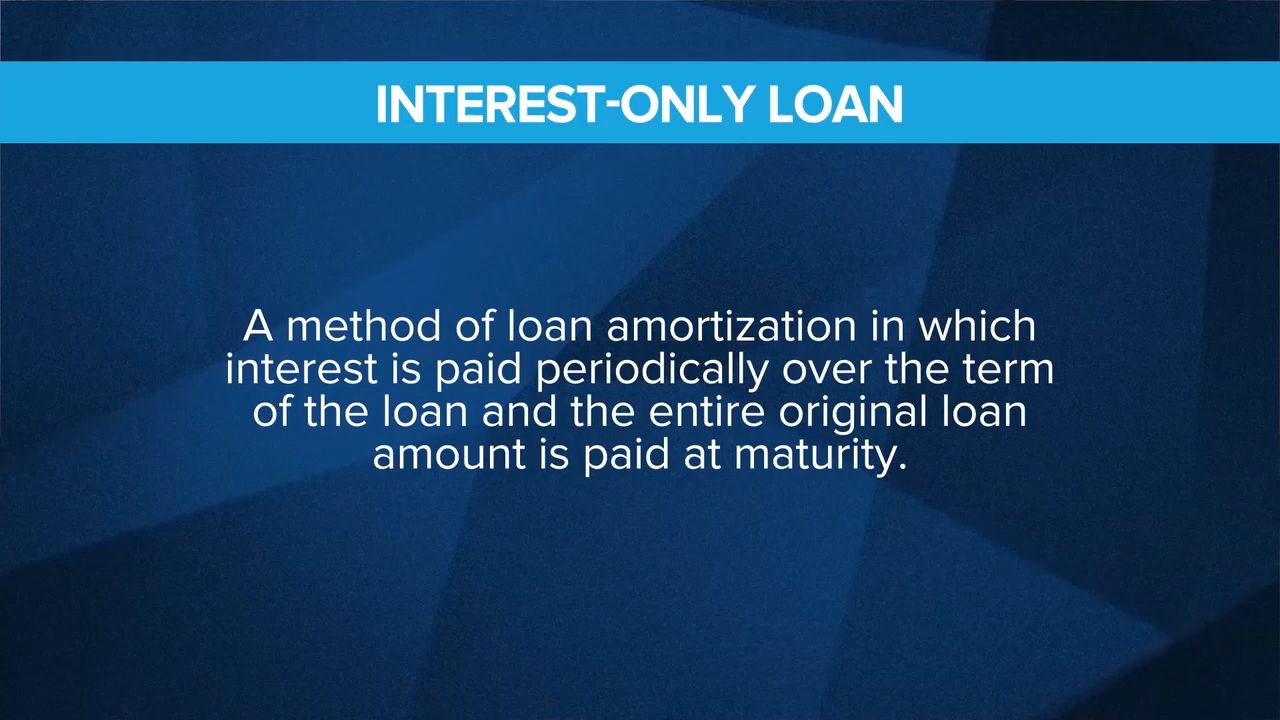 INTEREST-ONLY LOAN
A method of loan amortization in which
interest is paid periodically over the term
of the loan and the entire original loan
amount is paid at maturity.